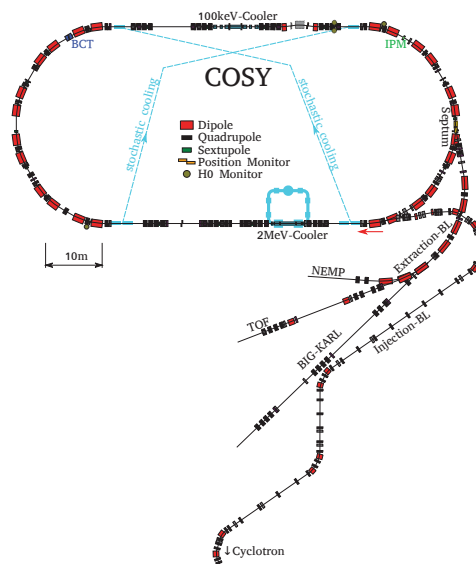 100keV-Cooler
BCT
IPM
COSY
stochastic cooling
stochastic cooling
Septum
Dipole
Quadrupole
Sextupole
Position Monitor
H0 Monitor
2MeV-Cooler
10m
NEMP
Extraction-BL
TOF
BIG-KARL
Injection-BL
↓Cyclotron